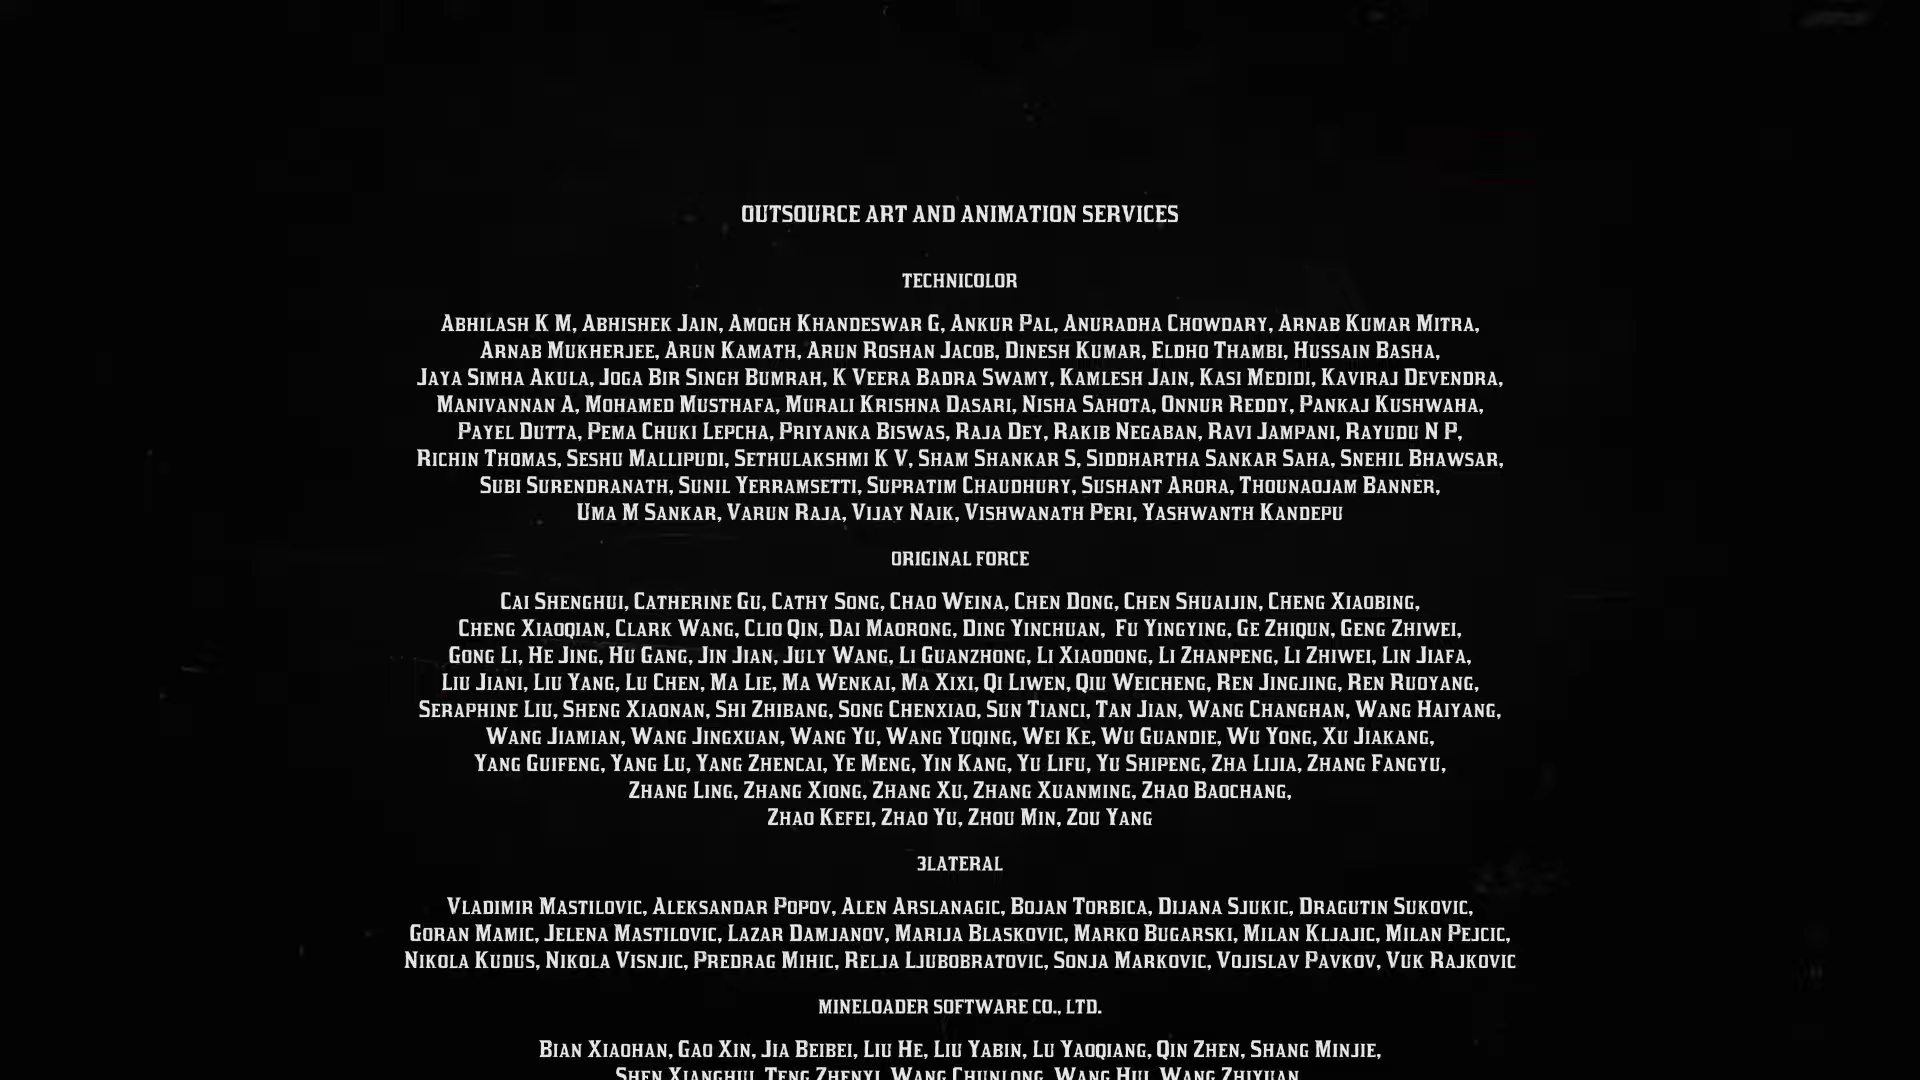 OUTSOURCE ART AND ANIMATION SERVICES
TECHNICOLOR
ABHILASH K M, ABHISHEK JAIN, AMOGH KHANDESWAR G, ANKUR PAL, ANURADHA CHOWDARY, ARNAB KUMAR MITRA,
ARNAB MUKHERJEE, ARUN KAMATH, ARUN ROSHAN JACOB, DINESH KUMAR, ELDHO THAMBI, HUSSAIN BASHA,
JAYA SIMHA AKULA, JOGA BIR SINGH BUMRAH, K VEERA BADRA SWAMY, KAMLESH JAIN, KASI MEDIDI, KAVIRAJ DEVENDRA,
MANIVANNAN A, MOHAMED MUSTHAFA, MURALI KRISHNA DASARI, NISHA SAHOTA, ONNUR REDDY, PANKAJ KUSHWAHA,
PAYEL DUTTA, PEMA CHUKI LEPCHA, PRIYANKA BISWAS, RAJA DEY, RAKIB NEGABAN, RAVI JAMPANI, RAYUDU N P,
RICHIN THOMAS, SESHU MALLIPUDI, SETHULAKSHMI K V, SHAM SHANKAR S, SIDDHARTHA SANKAR SAHA, SNEHIL BHAWSAR,
SUBI SURENDRANATH, SUNIL YERRAMSETTI, SUPRATIM CHAUDHURY, SUSHANT ARORA, THOUNAOJAM BANNER,
UMA M SANKAR, VARUN RAJA, VIJAY NAIK, VISHWANATH PERI, YASHWANTH KANDEPU
ORIGINAL FORCE
CAI SHENGHUI, CATHERINE GU, CATHY SONG, CHAO WEINA, CHEN DONG, CHEN SHUAIJIN, CHENG XIAOBING,
CHENG XIAOQIAN, CLARK WANG, CLIO QIN, DAI MAORONG, DING YINCHUAN, FU YINGYING, GE ZHIQUN, GENG ZHIWEI,
GONG LI, HE JING, HU GANG, JIN JIAN, JULY WANG, LI GUANZHONG, LI XIAODONG, LI ZHANPENG, LI ZHIWEI, LIN JIAFA,
LIU JIANI, LIU YANG, LU CHEN, MA LIE, MA WENKAI, MA XIXI, QI LIWEN, QIU WEICHENG, REN JINGJING, REN RUOYANG,
SERAPHINE LIU, SHENG XIAONAN, SHI ZHIBANG, SONG CHENXIAO, SUN TIANCI, TAN JIAN, WANG CHANGHAN, WANG HAIYANG,
WANG JIAMIAN, WANG JINGXUAN, WANG YU, WANG YUQING, WEI KE, WU GUANDIE, WU YONG, XU JIAKANG,
YANG GUIFENG, YANG LU, YANG ZHENCAI, YE MENG, YIN KANG, YU LIFU, YU SHIPENG, ZHA LIJIA, ZHANG FANGYU,
ZHANG LING, ZHANG XIONG, ZHANG XU, ZHANG XUANMING, ZHAO BAOCHANG,
ZHAO KEFEI, ZHAO YU, ZHOU MIN, ZOU YANG
3LATERAL
VLADIMIR MASTILOVIC, ALEKSANDAR POPOV, ALEN ARSLANAGIC, BOJAN TORBICA, DIJANA SJUKIC, DRAGUTIN SUKOVIC,
GORAN MAMIC, JELENA MASTILOVIC, LAZAR DAMJANOV, MARIJA BLASKOVIC, MARKO BUGARSKI, MILAN KLJAJIC, MILAN PEJCIC,
NIKOLA KUDUS, NIKOLA VISNJIC, PREDRAG MIHIC, RELJA LJUBOBRATOVIC, SONJA MARKOVIC, VOJISLAV PAVKOV, VUK RAJKOVIC
MINELOADER SOFTWARE CO., LTD.
BIAN XIAOHAN, GAO XIN, JIA BEIBEI, LIU HE, LIU YABIN, LU YAOQIANG, QIN ZHEN, SHANG MINJIE,
SHEN XIANGHUI, TENG ZHENYI, WANG CHUNLONG, WANG HUI, WANG ZHIYUAN